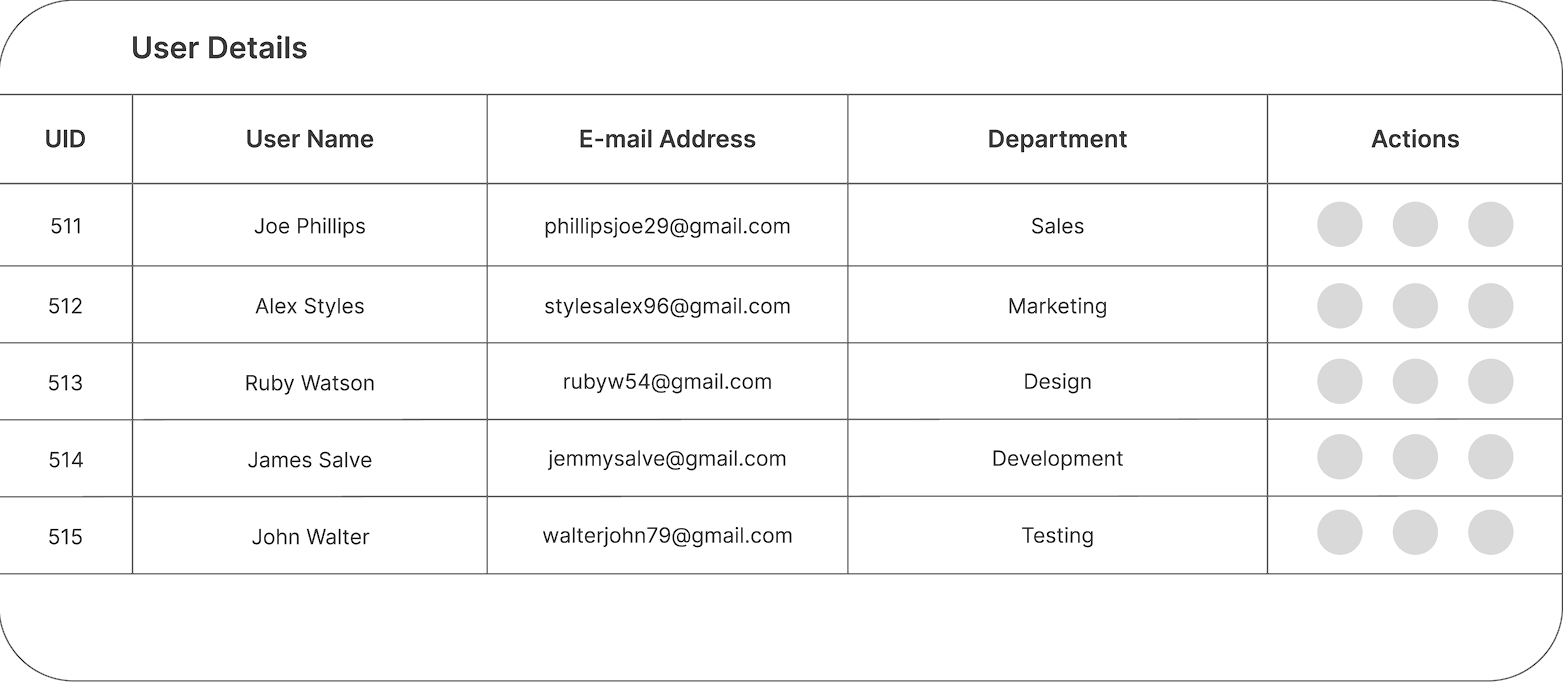 User Details
UID User Name E-mail Address Department Actions
511 Joe Phillips phillipsjoe29@gmail.com Sales
512 Alex Styles stylesalex96@gmail.com Marketing
513 Ruby Watson rubyw54@gmail.com Design
514 James Salve jemmysalve@gmail.com Development
515 John Walter walterjohn79@gmail.com Testing